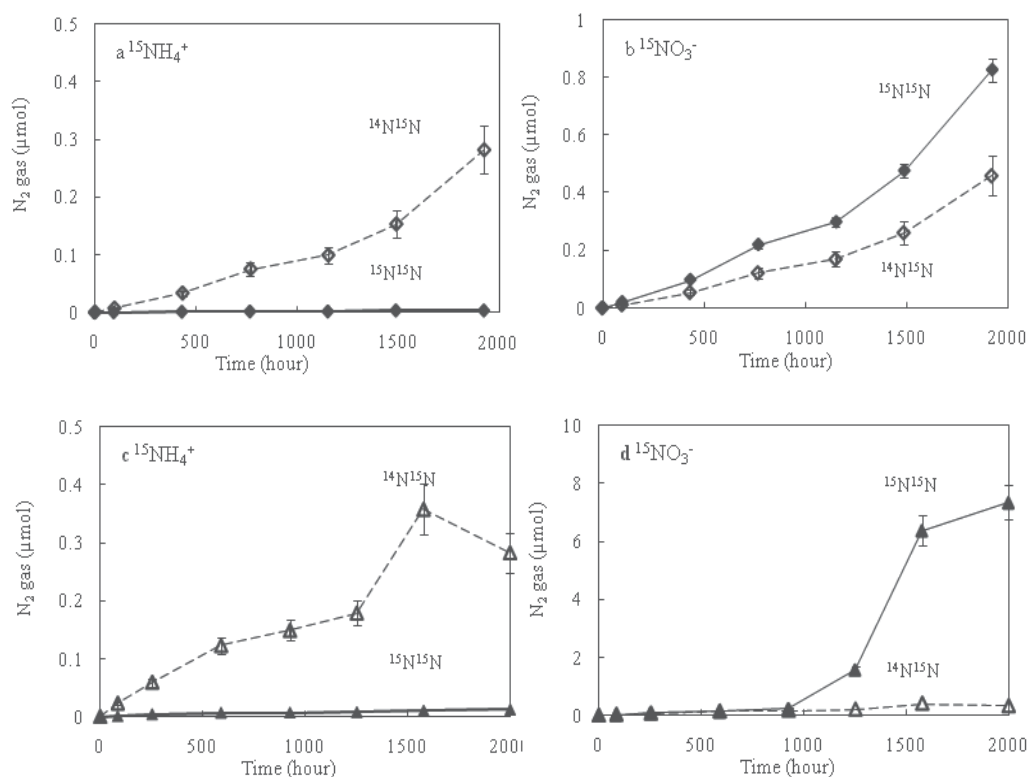 a ¹⁵NH₄⁺
¹⁴N¹⁵N
¹⁵N¹⁵N
N₂ gas (μmol)
0.5
0.4
0.3
0.2
0.1
0
0 500 1000 1500 2000
Time (hour)
b ¹⁵NO₃⁻
¹⁵N¹⁵N
¹⁴N¹⁵N
N₂ gas (μmol)
1
0.8
0.6
0.4
0.2
0
0 500 1000 1500 2000
Time (hour)
c ¹⁵NH₄⁺
¹⁴N¹⁵N
¹⁵N¹⁵N
N₂ gas (μmol)
0.5
0.4
0.3
0.2
0.1
0
0 500 1000 1500 2000
Time (hour)
d ¹⁵NO₃⁻
¹⁵N¹⁵N
¹⁴N¹⁵N
N₂ gas (μmol)
10
8
6
4
2
0
0 500 1000 1500 2000
Time (hour)